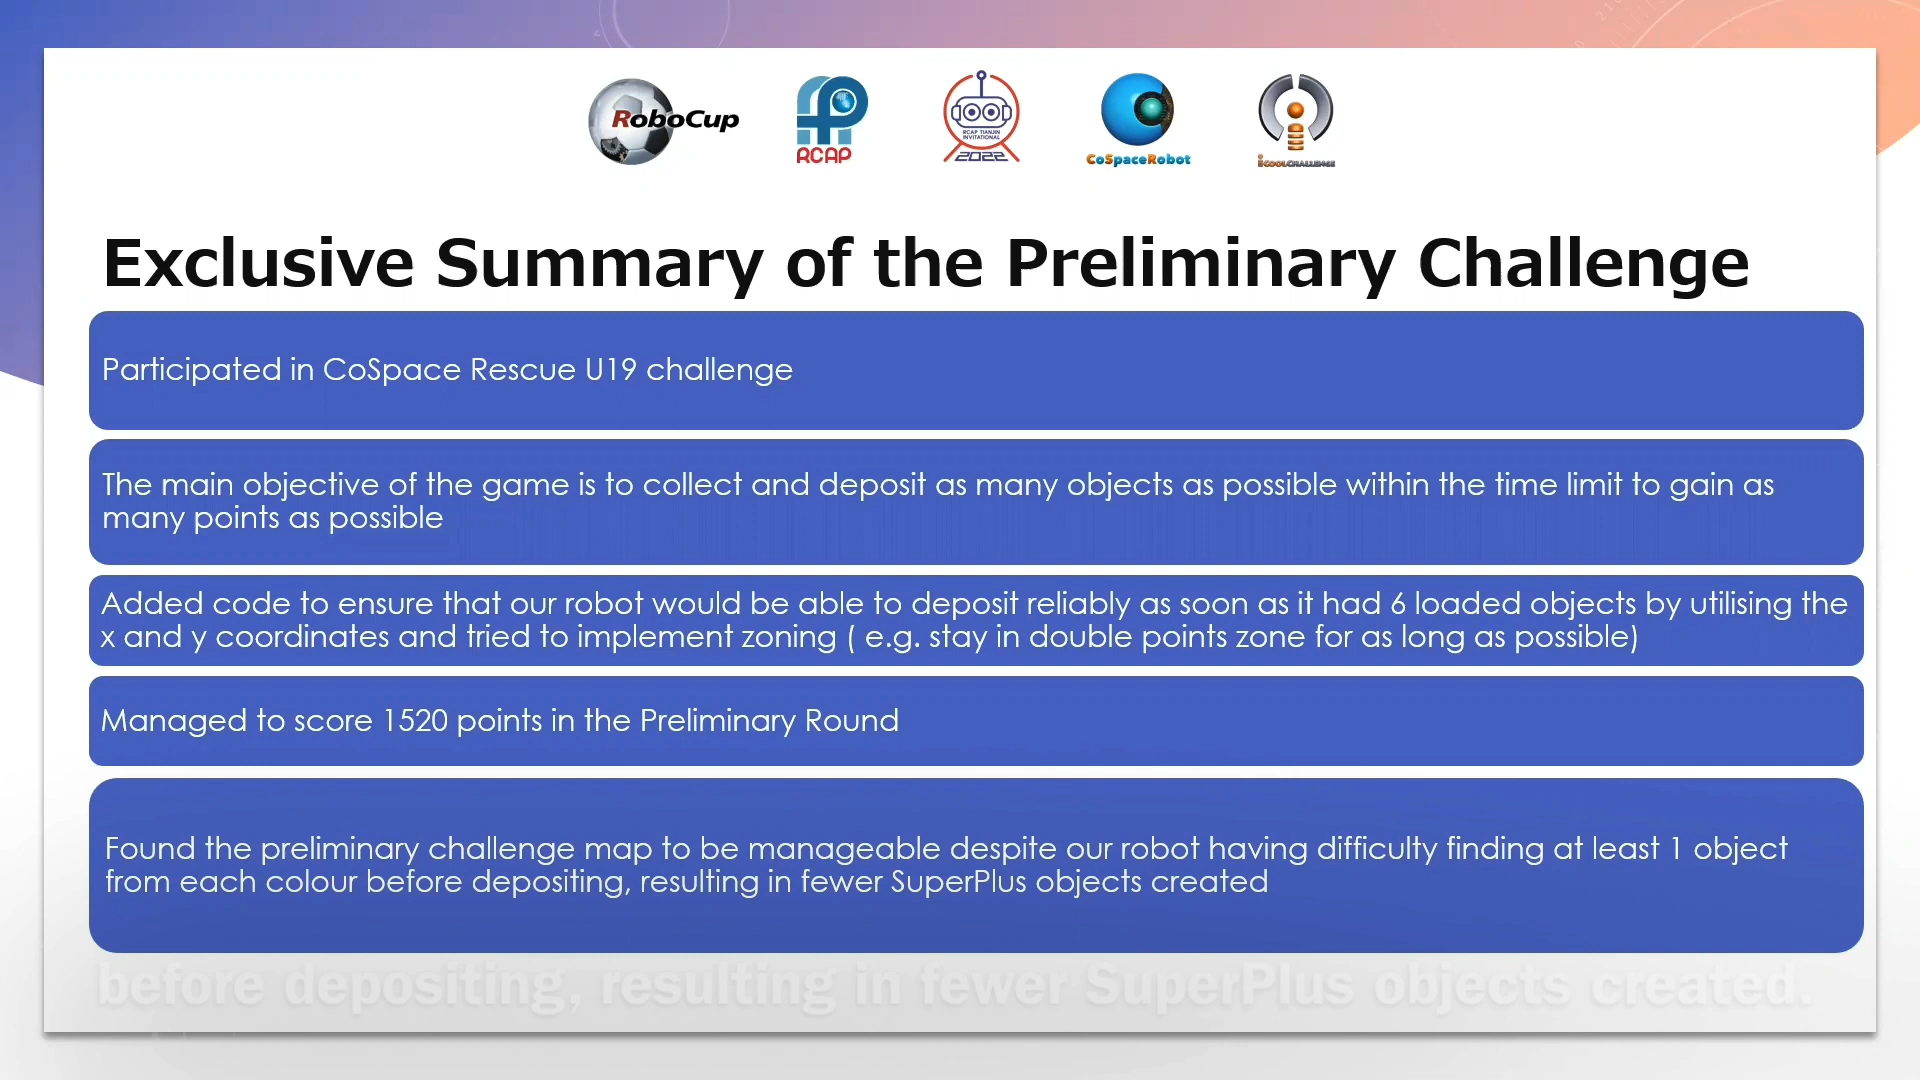 RoboCup
RCAP
RCAP TIANJIN
INVITATIONAL
2022
CoSpaceRobot
iCOOLCHALLENGE
Exclusive Summary of the Preliminary Challenge
Participated in CoSpace Rescue U19 challenge
The main objective of the game is to collect and deposit as many objects as possible within the time limit to gain as
many points as possible
Added code to ensure that our robot would be able to deposit reliably as soon as it had 6 loaded objects by utilising the
x and y coordinates and tried to implement zoning ( e.g. stay in double points zone for as long as possible)
Managed to score 1520 points in the Preliminary Round
Found the preliminary challenge map to be manageable despite our robot having difficulty finding at least 1 object
from each colour before depositing, resulting in fewer SuperPlus objects created
before depositing, resulting in fewer SuperPlus objects created.